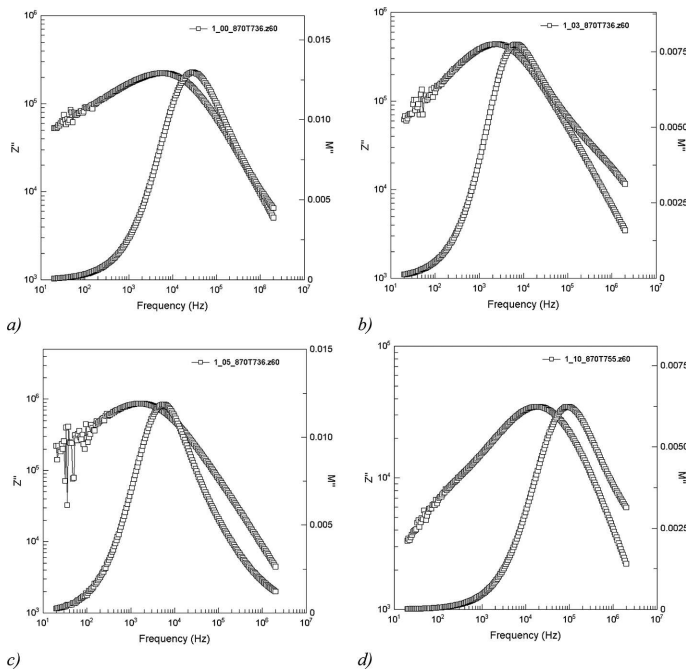 1_00_870T736.z60
10⁶
10⁵
10⁴
10³
Z''
0.015
0.010
0.005
0
M''
10¹ 10² 10³ 10⁴ 10⁵ 10⁶ 10⁷
Frequency (Hz)
a)
1_03_870T736.z60
10⁶
10⁵
10⁴
10³
Z''
0.0075
0.0050
0.0025
0
M''
10¹ 10² 10³ 10⁴ 10⁵ 10⁶ 10⁷
Frequency (Hz)
b)
1_05_870T736.z60
10⁶
10⁵
10⁴
10³
Z''
0.015
0.010
0.005
0
M''
10¹ 10² 10³ 10⁴ 10⁵ 10⁶ 10⁷
Frequency (Hz)
c)
1_10_870T755.z60
10⁴
10³
Z''
0.0075
0.0050
0.0025
0
M''
10¹ 10² 10³ 10⁴ 10⁵ 10⁶ 10⁷
Frequency (Hz)
d)